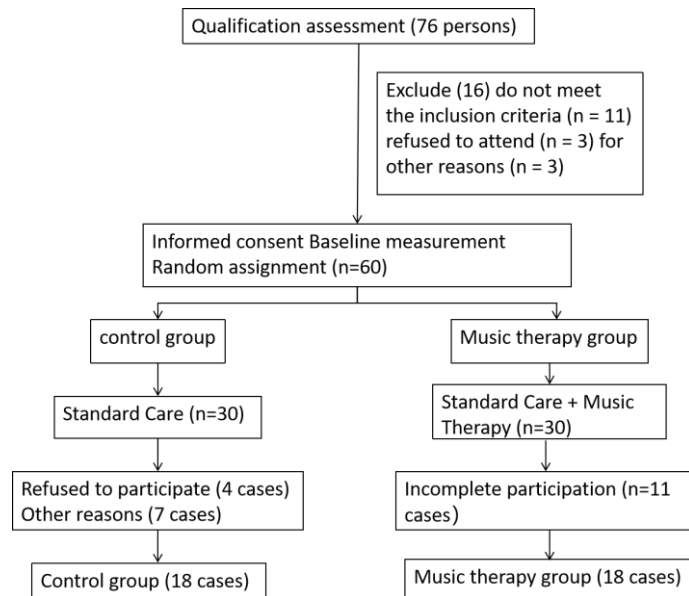 Qualification assessment (76 persons)
Exclude (16) do not meet
the inclusion criteria (n = 11)
refused to attend (n = 3) for
other reasons (n = 3)
Informed consent Baseline measurement
Random assignment (n=60)
control group
Music therapy group
Standard Care (n=30)
Standard Care + Music
Therapy (n=30)
Refused to participate (4 cases)
Other reasons (7 cases)
Incomplete participation (n=11
cases)
Control group (18 cases)
Music therapy group (18 cases)